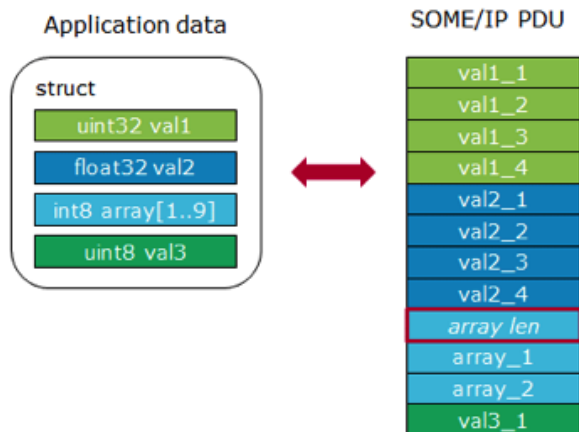 Application data
struct
uint32 val1
float32 val2
int8 array[1..9]
uint8 val3
SOME/IP PDU
val1_1
val1_2
val1_3
val1_4
val2_1
val2_2
val2_3
val2_4
array len
array_1
array_2
val3_1